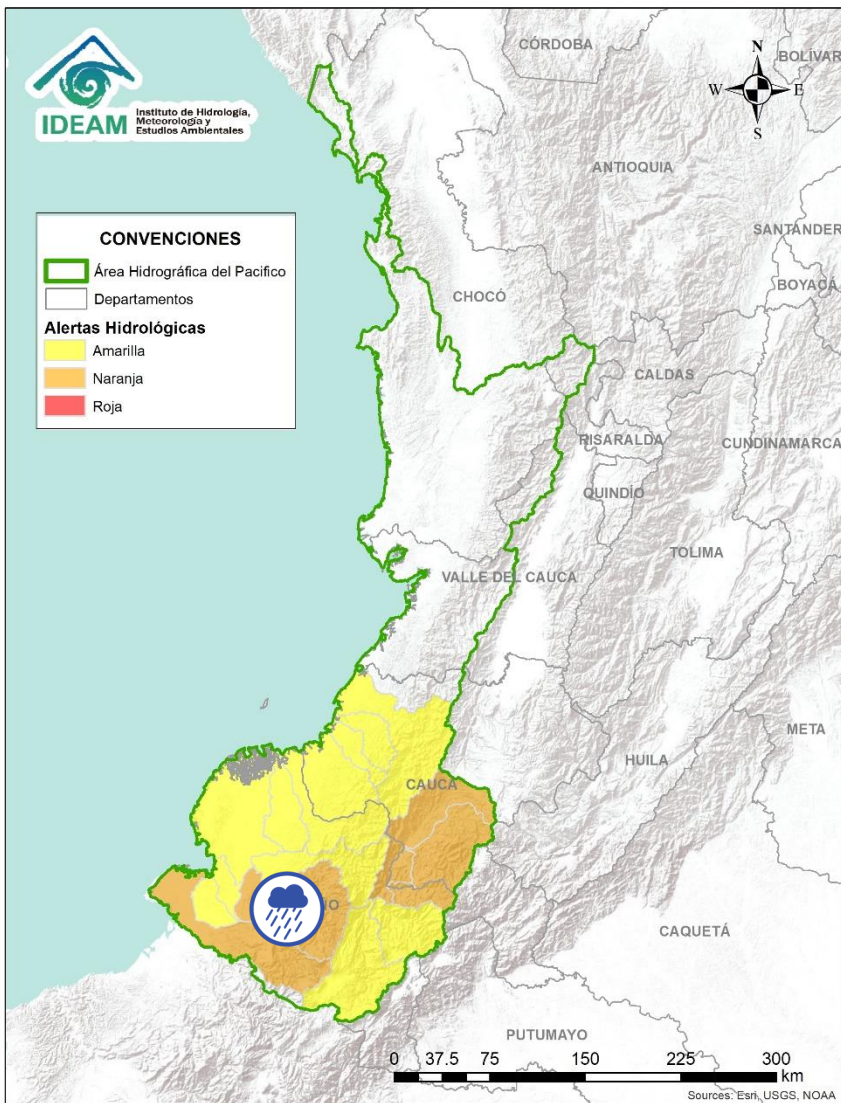 CÓRDOBA
BOLÍVAR
N
W E
S
IDEAM
Instituto de Hidrología,
Meteorología y
Estudios Ambientales
ANTIOQUIA
SANTANDER
BOYACÁ
CONVENCIONES
Área Hidrográfica del Pacifico
Departamentos
Alertas Hidrológicas
Amarilla
Naranja
Roja
CHOCÓ
CALDAS
RISARALDA
CUNDINAMARCA
QUINDÍO
TOLIMA
VALLE DEL CAUCA
META
HUILA
CAUCA
CAQUETÁ
PUTUMAYO
0 37.5 75 150 225 300
km
Sources: Esri, USGS, NOAA